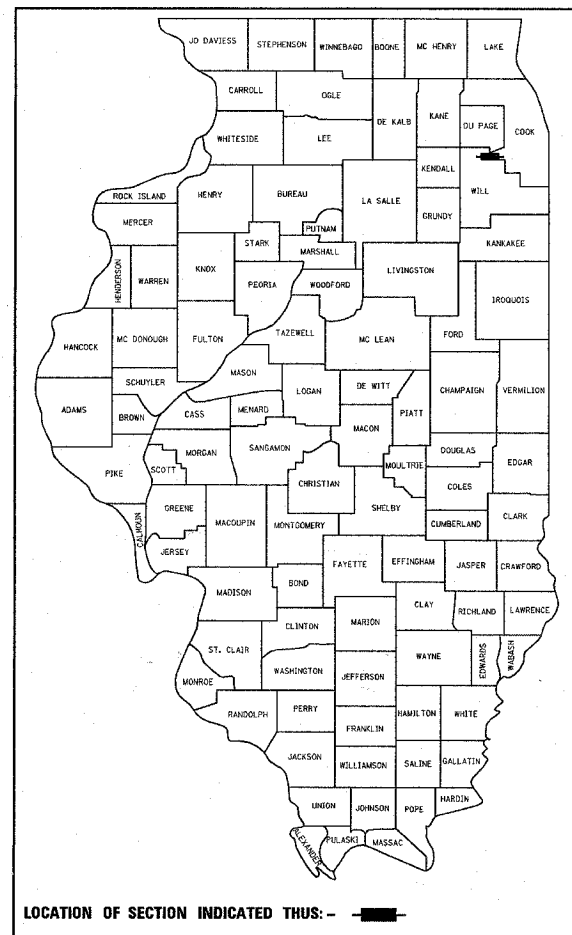 JO DAVIESS
STEPHENSON
WINNEBAGO
BOONE
MC HENRY
LAKE
CARROLL
OGLE
DE KALB
KANE
DU PAGE
COOK
WHITESIDE
LEE
KENDALL
WILL
ROCK ISLAND
HENRY
BUREAU
LA SALLE
GRUNDY
MERCER
PUTNAM
KANKAKEE
STARK
MARSHALL
LIVINGSTON
HENDERSON
WARREN
KNOX
PEORIA
WOODFORD
IROQUOIS
HANCOCK
MC DONOUGH
FULTON
TAZEWELL
MC LEAN
FORD
SCHUYLER
MASON
LOGAN
DE WITT
CHAMPAIGN
VERMILION
ADAMS
BROWN
CASS
MENARD
MACON
PIATT
PIKE
SCOTT
MORGAN
SANGAMON
MOULTRIE
DOUGLAS
EDGAR
CHRISTIAN
COLES
CALHOUN
GREENE
MACOUPIN
MONTGOMERY
SHELBY
CUMBERLAND
CLARK
JERSEY
FAYETTE
EFFINGHAM
JASPER
CRAWFORD
MADISON
BOND
CLAY
RICHLAND
LAWRENCE
CLINTON
MARION
ST. CLAIR
WAYNE
EDWARDS
WABASH
WASHINGTON
JEFFERSON
MONROE
RANDOLPH
PERRY
HAMILTON
WHITE
FRANKLIN
JACKSON
WILLIAMSON
SALINE
GALLATIN
UNION
JOHNSON
POPE
HARDIN
ALEXANDER
PULASKI
MASSAC
LOCATION OF SECTION INDICATED THUS: -